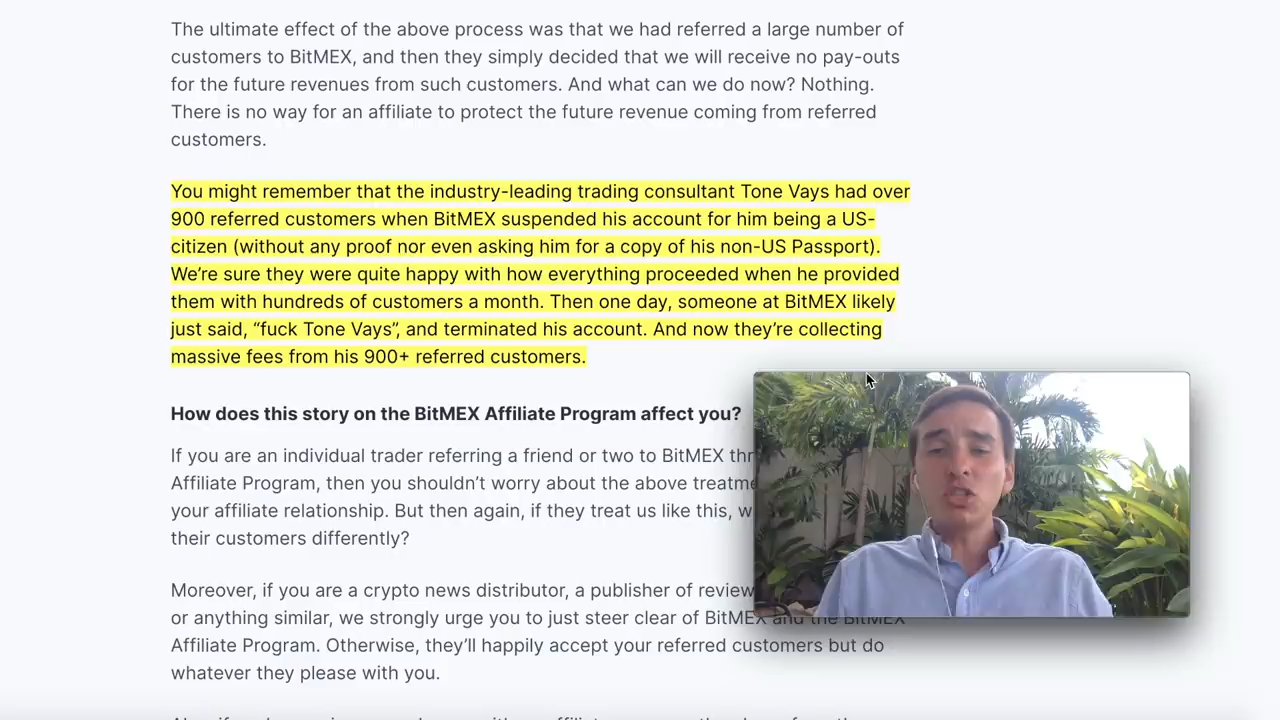 The ultimate effect of the above process was that we had referred a large number of
customers to BitMEX, and then they simply decided that we will receive no pay-outs
for the future revenues from such customers. And what can we do now? Nothing.
There is no way for an affiliate to protect the future revenue coming from referred
customers.
You might remember that the industry-leading trading consultant Tone Vays had over
900 referred customers when BitMEX suspended his account for him being a US-
citizen (without any proof nor even asking him for a copy of his non-US Passport).
We’re sure they were quite happy with how everything proceeded when he provided
them with hundreds of customers a month. Then one day, someone at BitMEX likely
just said, “fuck Tone Vays”, and terminated his account. And now they’re collecting
massive fees from his 900+ referred customers.
How does this story on the BitMEX Affiliate Program affect you?
If you are an individual trader referring a friend or two to BitMEX
Affiliate Program, then you shouldn’t worry about the above
your affiliate relationship. But then again, if they treat us like this,
their customers differently?
Moreover, if you are a crypto news distributor, a publisher of
or anything similar, we strongly urge you to just steer clear of BitMEX and the BitMEX
Affiliate Program. Otherwise, they’ll happily accept your referred customers but do
whatever they please with you.